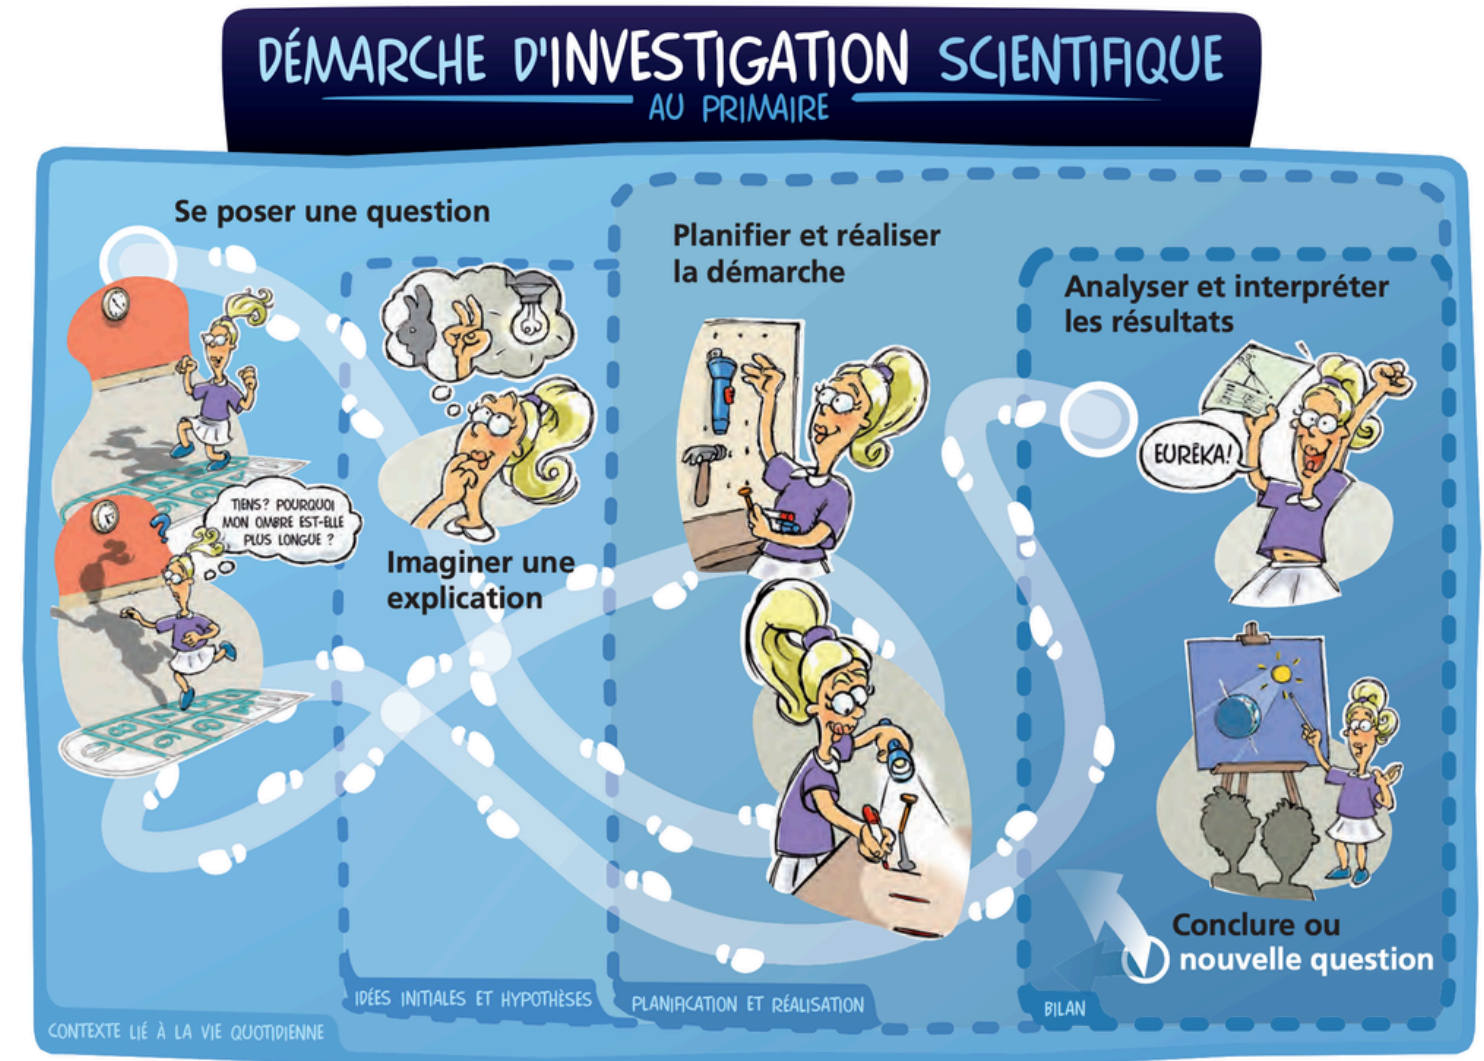 DÉMARCHE D'INVESTIGATION SCIENTIFIQUE
AU PRIMAIRE
Se poser une question
TIENS? POURQUOI
MON OMBRE EST-ELLE
PLUS LONGUE ?
?
Imaginer une
explication
Planifier et réaliser
la démarche
Analyser et interpréter
les résultats
EURÊKA!
Conclure ou
nouvelle question
CONTEXTE LIÉ À LA VIE QUOTIDIENNE
IDÉES INITIALES ET HYPOTHÈSES
PLANIFICATION ET RÉALISATION
BILAN